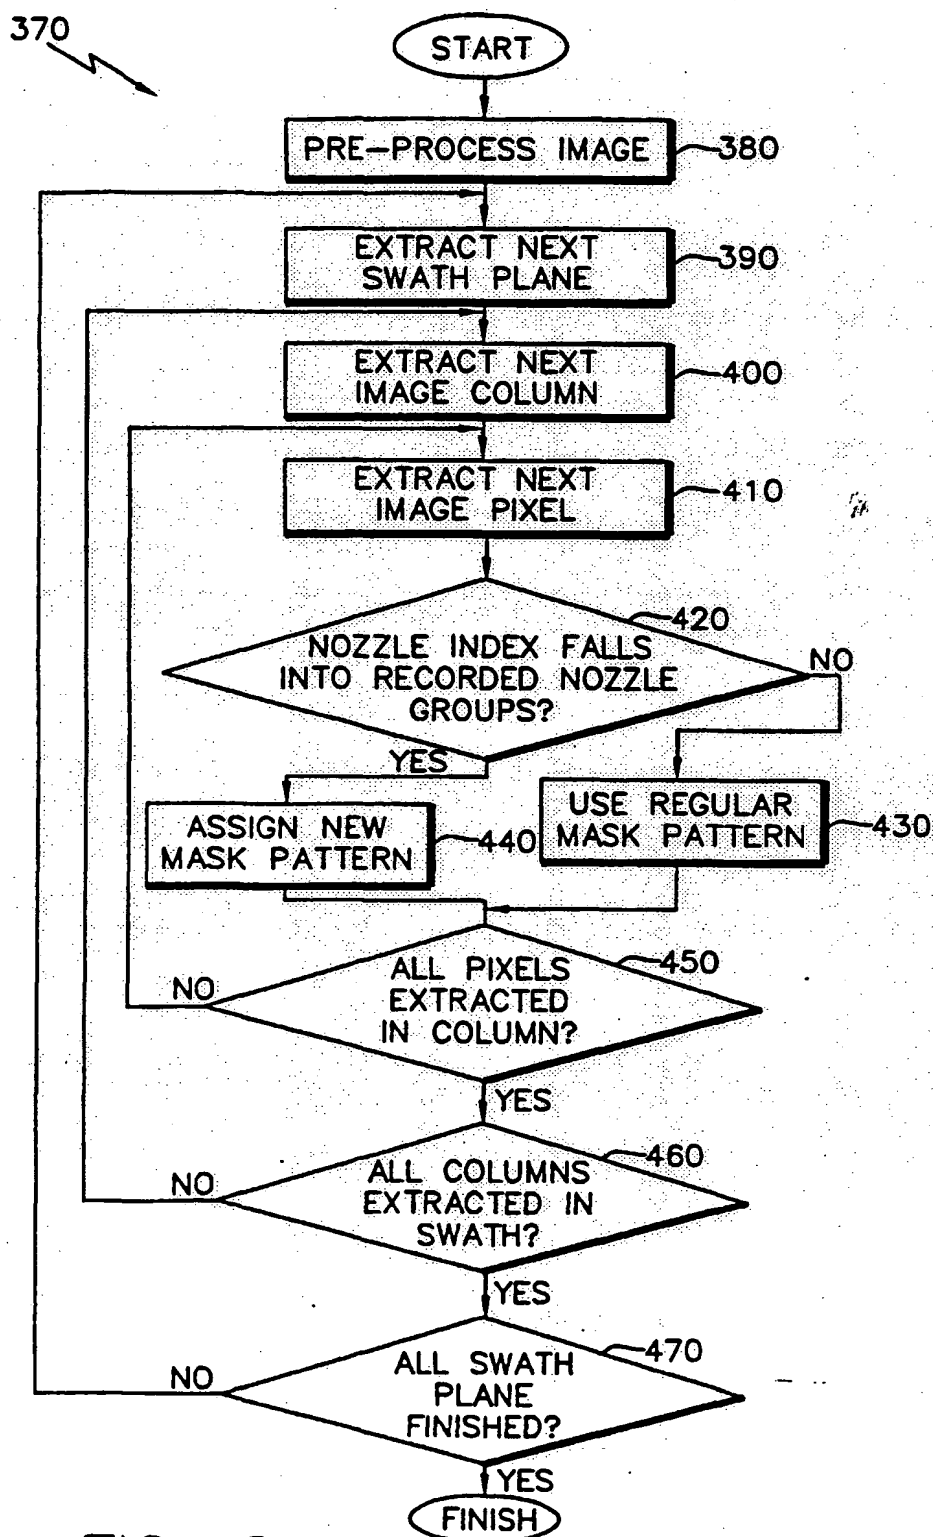 370
START
PRE-PROCESS IMAGE
380
EXTRACT NEXT
SWATH PLANE
390
EXTRACT NEXT
IMAGE COLUMN
400
EXTRACT NEXT
IMAGE PIXEL
410
420
NOZZLE INDEX FALLS
INTO RECORDED NOZZLE
GROUPS?
NO
YES
ASSIGN NEW
MASK PATTERN
440
USE REGULAR
MASK PATTERN
430
450
ALL PIXELS
EXTRACTED
IN COLUMN?
NO
YES
460
ALL COLUMNS
EXTRACTED IN
SWATH?
NO
YES
470
ALL SWATH
PLANE
FINISHED?
NO
YES
FINISH